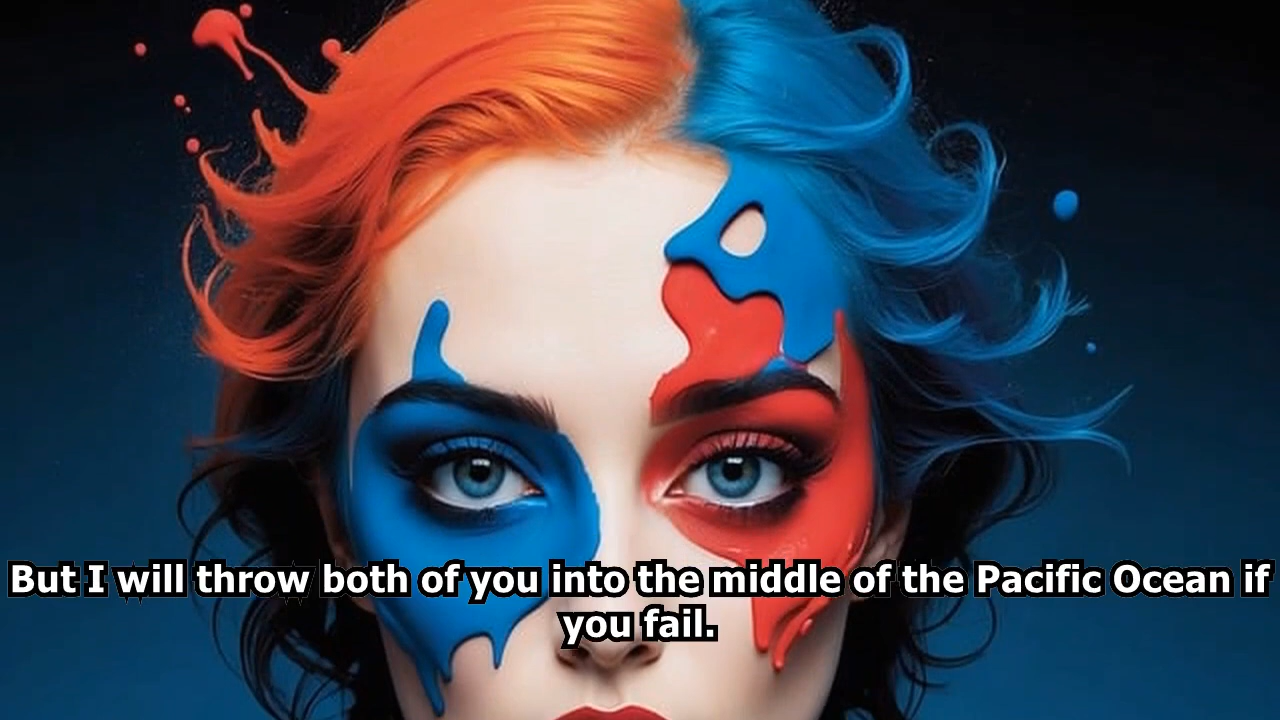 But I will throw both of you into the middle of the Pacific Ocean if
you fail.